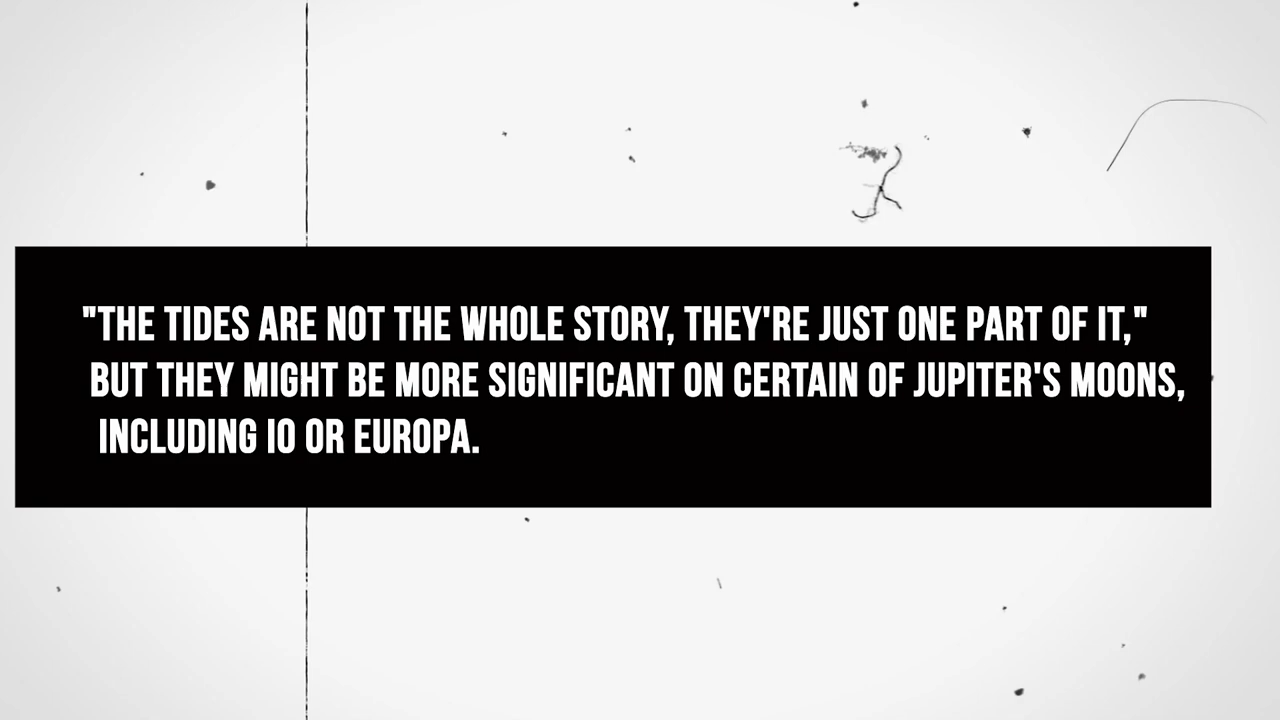 "THE TIDES ARE NOT THE WHOLE STORY, THEY'RE JUST ONE PART OF IT,"
BUT THEY MIGHT BE MORE SIGNIFICANT ON CERTAIN OF JUPITER'S MOONS,
INCLUDING IO OR EUROPA.